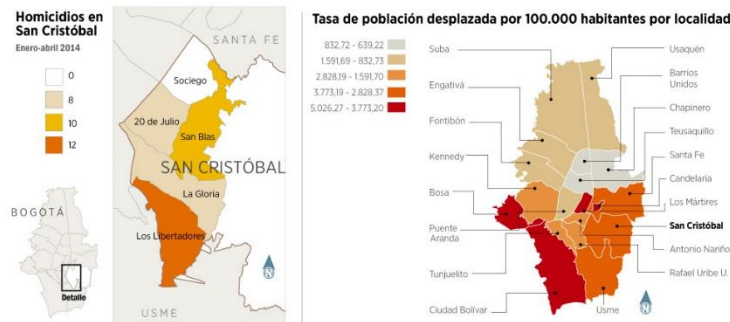 Homicidios en
San Cristóbal
Enero-abril 2014
0
8
10
12
BOGOTÁ
Detalle
SANTA FE
Sociego
20 de Julio
San Blas
SAN CRISTÓBAL
La Gloria
Los Libertadores
USME
N
Tasa de población desplazada por 100.000 habitantes por localidad
832,72 - 639,22
1.591,69 - 832,73
2.828,19 - 1.591,70
3.773,19 - 2.828,37
5.026,27 - 3.773,20
Suba
Engativá
Fontibón
Kennedy
Bosa
Puente
Aranda
Tunjuelito
Ciudad Bolívar
Usaquén
Barrios
Unidos
Chapinero
Teusaquillo
Santa Fe
Candelaria
Los Mártires
San Cristóbal
Antonio Nariño
Rafael Uribe U.
Usme
N